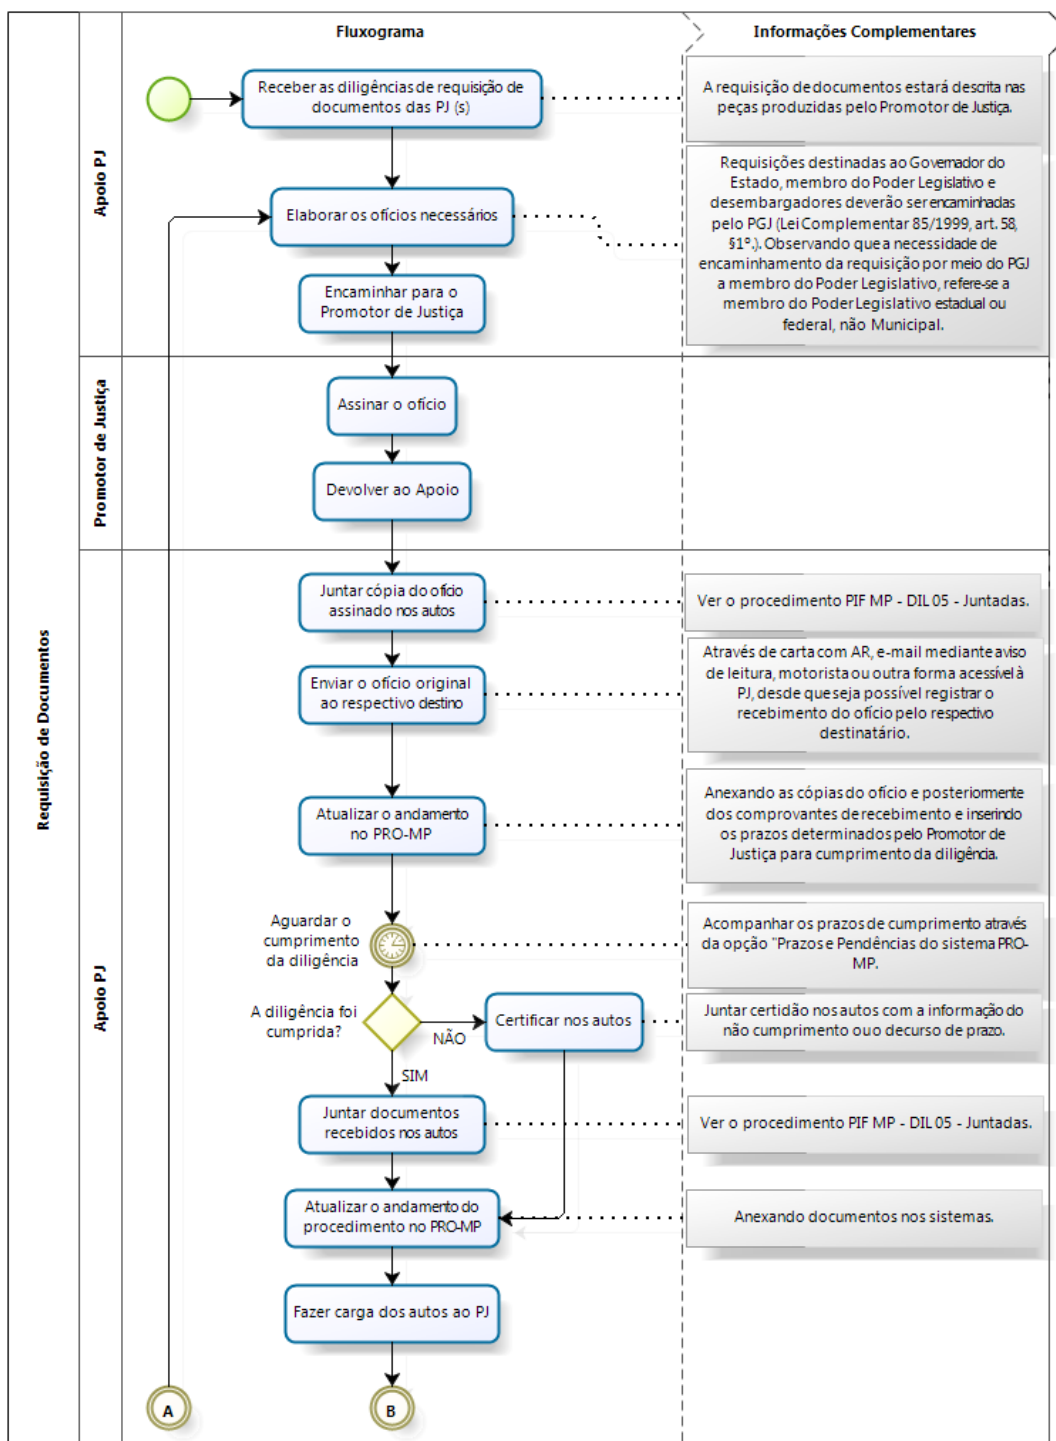 Fluxograma
Informações Complementares
Requisição de Documentos
Apoio PJ
Receber as diligências de requisição de
documentos das PJ (s)
A requisição de documentos estará descrita nas
peças produzidas pelo Promotor de Justiça.
Elaborar os ofícios necessários
Requisições destinadas ao Governador do
Estado, membro do Poder Legislativo e
desembargadores deverão ser encaminhadas
pelo PGJ (Lei Complementar 85/1999, art. 58,
§1º.). Observando que a necessidade de
encaminhamento da requisição por meio do PGJ
a membro do Poder Legislativo, refere-se a
membro do Poder Legislativo estadual ou
federal, não Municipal.
Encaminhar para o
Promotor de Justiça
Promotor de Justiça
Assinar o ofício
Devolver ao Apoio
Apoio PJ
Juntar cópia do ofício
assinado nos autos
Ver o procedimento PIF MP - DIL 05 - Juntadas.
Enviar o ofício original
ao respectivo destino
Através de carta com AR, e-mail mediante aviso
de leitura, motorista ou outra forma acessível à
PJ, desde que seja possível registrar o
recebimento do ofício pelo respectivo
destinatário.
Atualizar o andamento
no PRO-MP
Anexando as cópias do ofício e posteriormente
dos comprovantes de recebimento e inserindo
os prazos determinados pelo Promotor de
Justiça para cumprimento da diligência.
Aguardar o
cumprimento
da diligência
Acompanhar os prazos de cumprimento através
da opção "Prazos e Pendências do sistema PRO-
MP.
A diligência foi
cumprida?
NÃO
SIM
Certificar nos autos
Juntar certidão nos autos com a informação do
não cumprimento ou o decurso de prazo.
Juntar documentos
recebidos nos autos
Ver o procedimento PIF MP - DIL 05 - Juntadas.
Atualizar o andamento do
procedimento no PRO-MP
Anexando documentos nos sistemas.
Fazer carga dos autos ao PJ
A
B